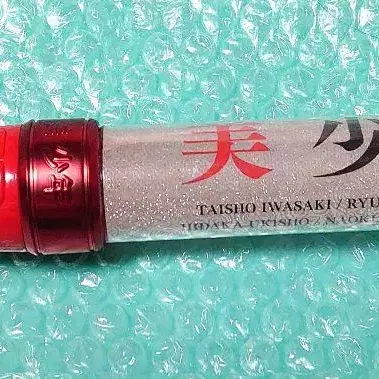 美 少
TAISHO IWASAKI / RYU
HIDAKA UKISHO / NAOKI